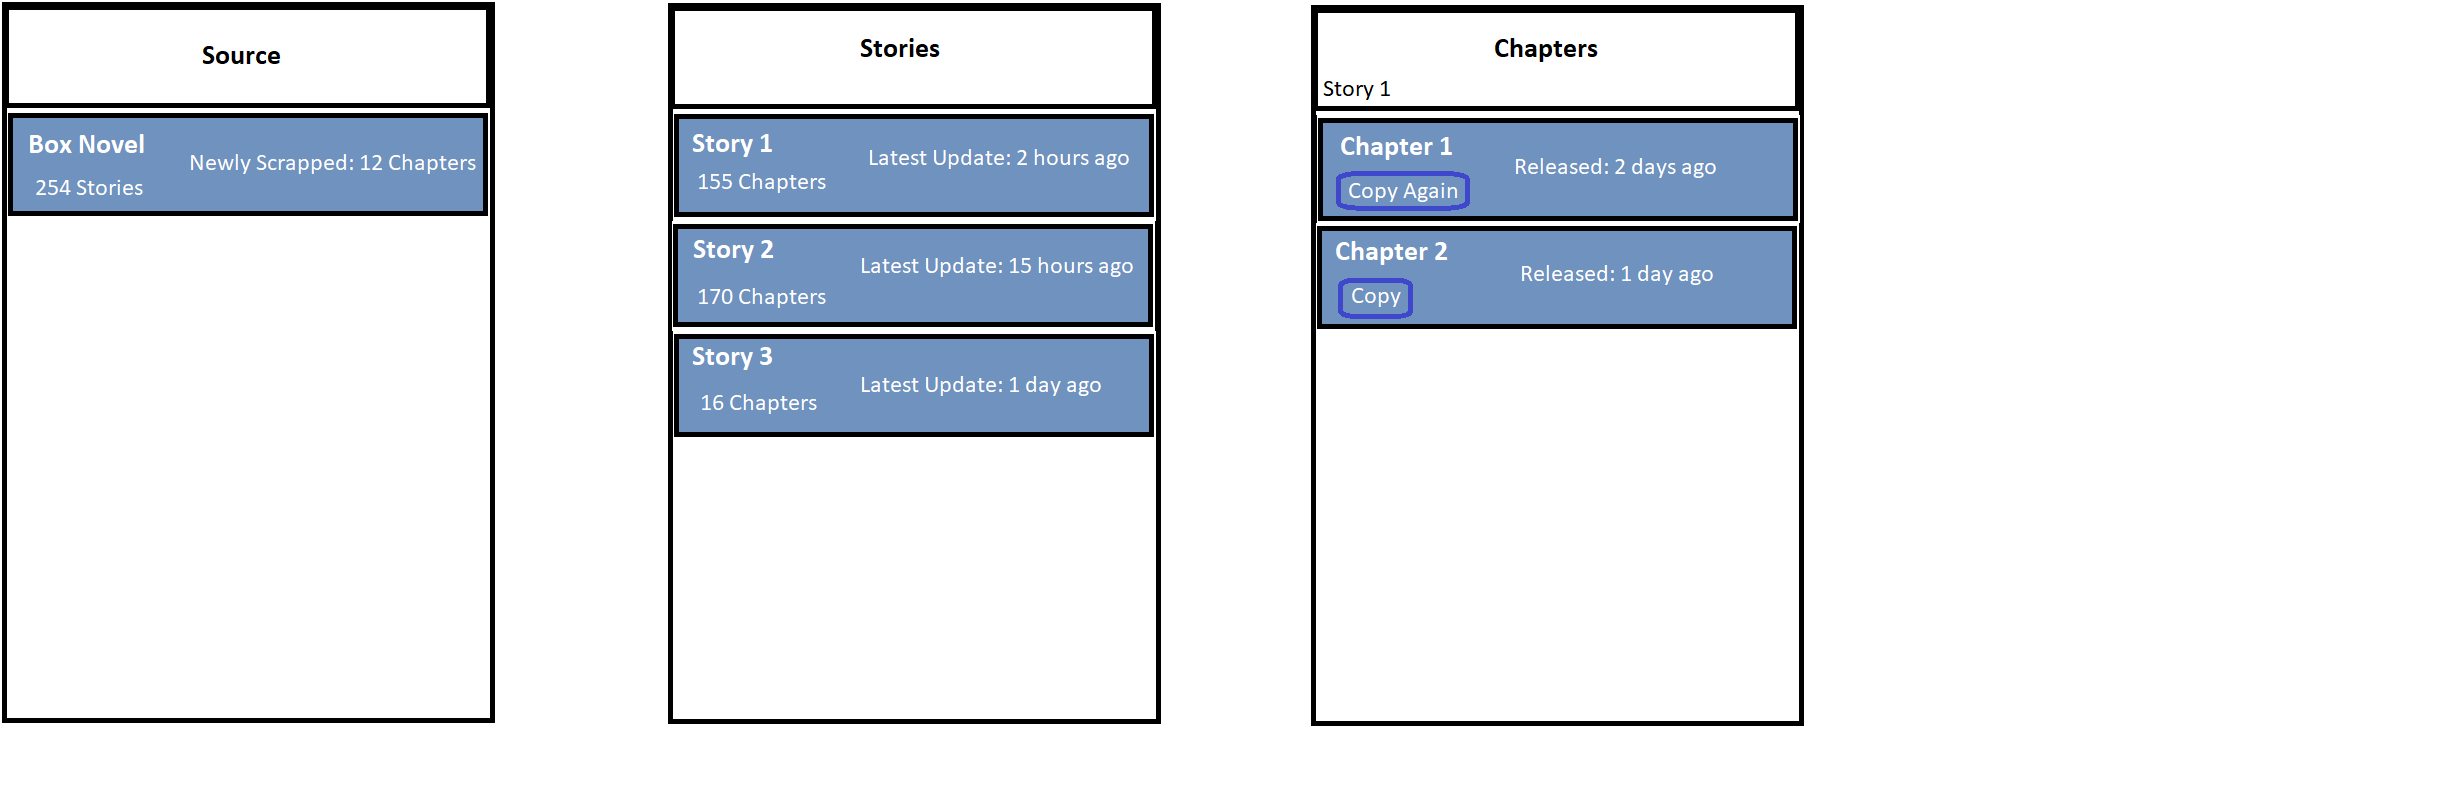 Source
Box Novel
Newly Scrapped: 12 Chapters
254 Stories
Stories
Story 1
Latest Update: 2 hours ago
155 Chapters
Story 2
Latest Update: 15 hours ago
170 Chapters
Story 3
Latest Update: 1 day ago
16 Chapters
Chapters
Story 1
Chapter 1
Released: 2 days ago
Copy Again
Chapter 2
Released: 1 day ago
Copy